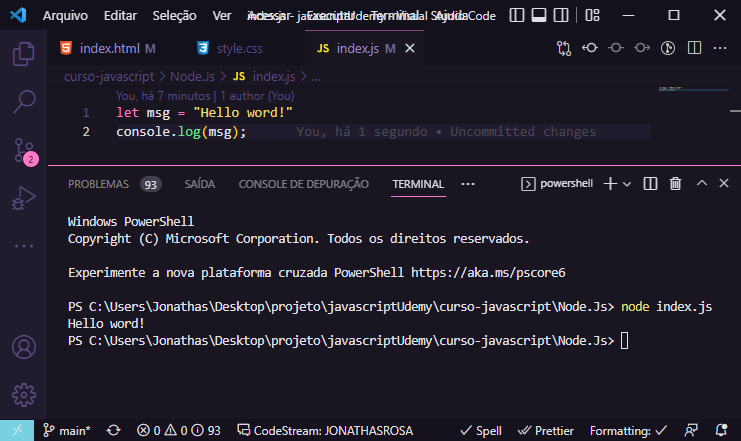 Arquivo Editar Seleção Ver Acessar Executar Terminal Ajuda
index.js - javascriptUdemy - Visual Studio Code
index.html M style.css JS index.js M
curso-javascript > Node.Js > JS index.js > ...
You, há 7 minutos | 1 author (You)
1 let msg = "Hello word!"
2 console.log(msg); You, há 1 segundo • Uncommitted changes
2
PROBLEMAS 93 SAÍDA CONSOLE DE DEPURAÇÃO TERMINAL ··· powershell
Windows PowerShell
Copyright (C) Microsoft Corporation. Todos os direitos reservados.
Experimente a nova plataforma cruzada PowerShell https://aka.ms/pscore6
PS C:\Users\Jonathas\Desktop\projeto\javascriptUdemy\curso-javascript\Node.Js> node index.js
Hello word!
PS C:\Users\Jonathas\Desktop\projeto\javascriptUdemy\curso-javascript\Node.Js>
main* 0 0 93 CodeStream: JONATHASROSA Spell Prettier Formatting: